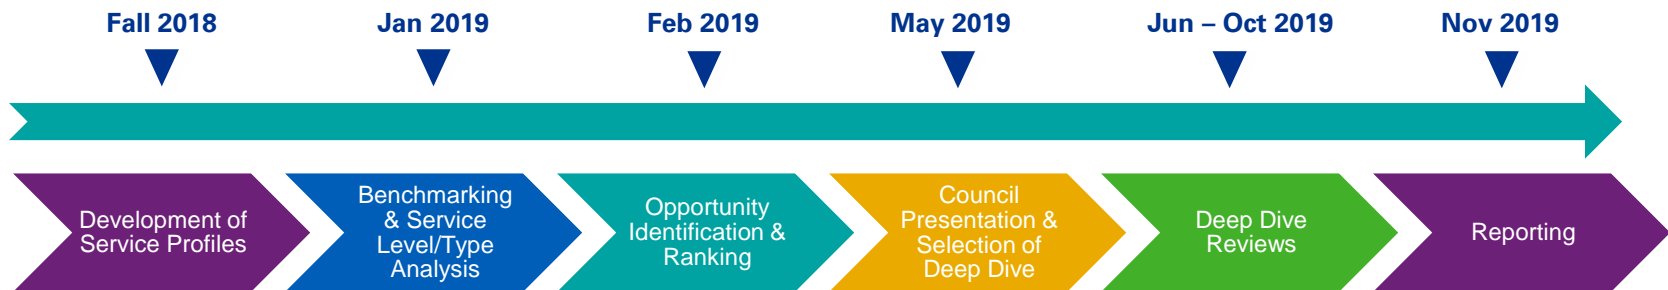 Fall 2018
Jan 2019
Feb 2019
May 2019
Jun – Oct 2019
Nov 2019
Development of
Service Profiles
Benchmarking
& Service
Level/Type
Analysis
Opportunity
Identification &
Ranking
Council
Presentation &
Selection of
Deep Dive
Deep Dive
Reviews
Reporting